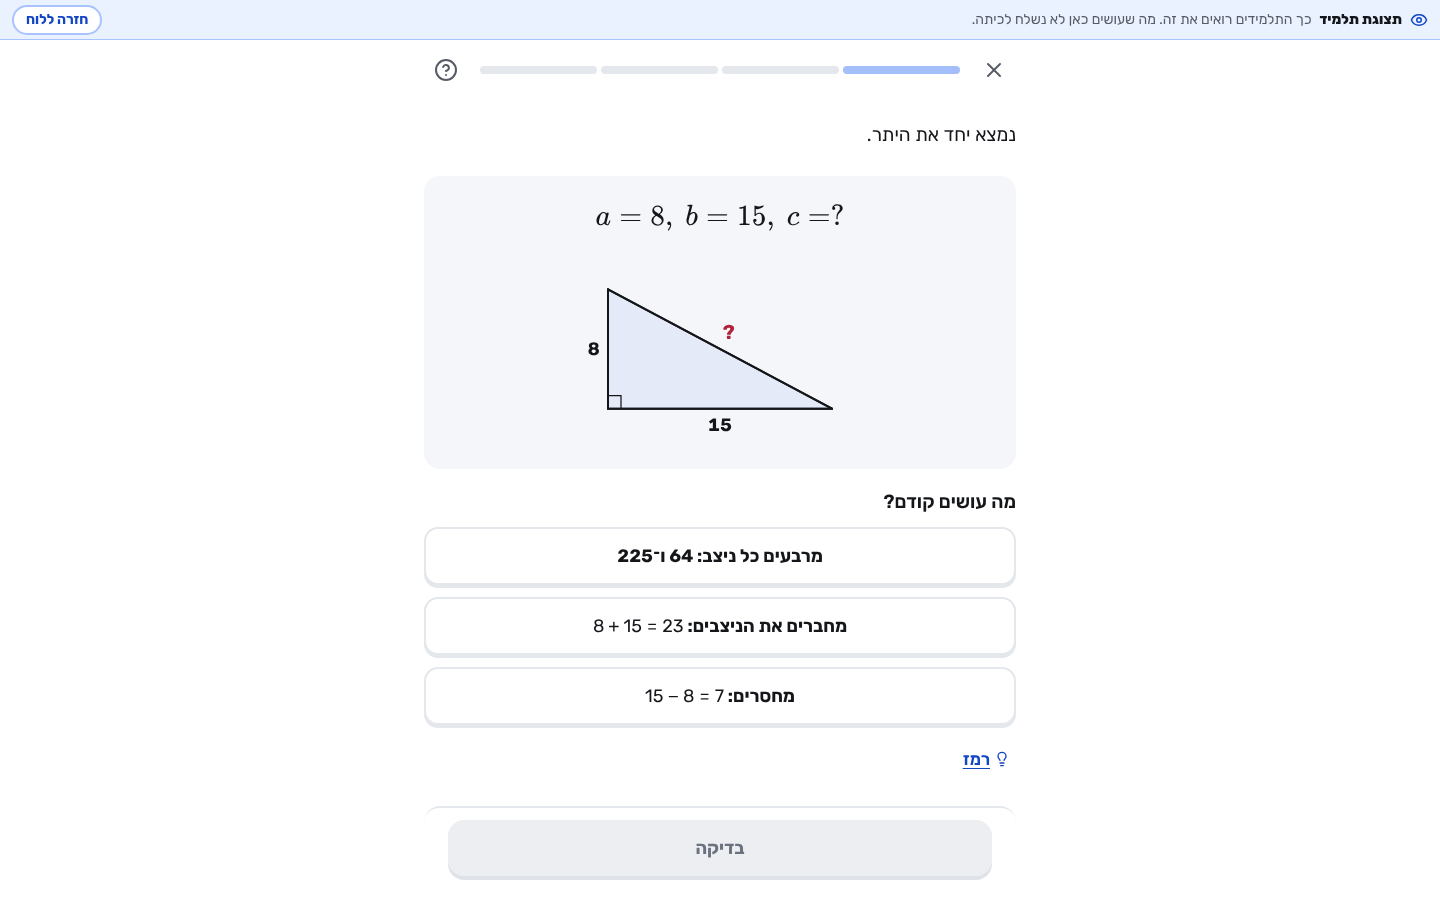 תצוגת תלמיד כך התלמידים רואים את זה. מה שעושים כאן לא נשלח לכיתה.
חזרה ללוח
נמצא יחד את היתר.
a = 8, b = 15, c =?
?
8
15
מה עושים קודם?
מרבעים כל ניצב: 64 ו־225
מחברים את הניצבים: 8 + 15 = 23
מחסרים: 15 − 8 = 7
רמז
בדיקה